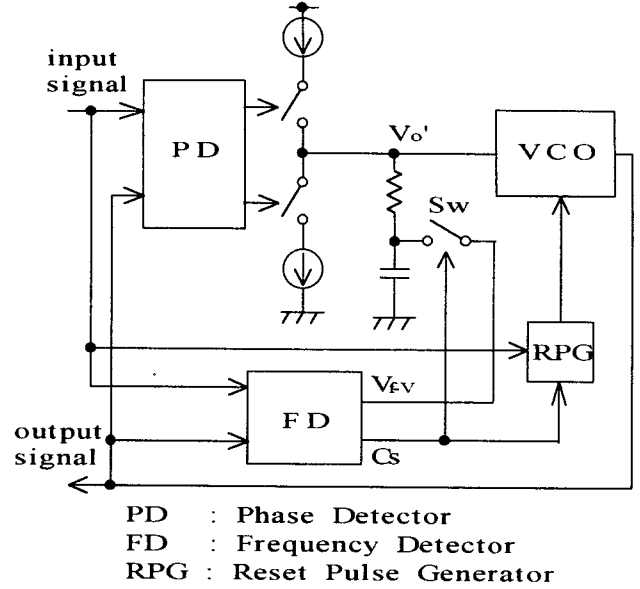 input
signal
PD
Vo'
VCO
Sw
RPG
VfV
FD
Cs
output
signal
PD : Phase Detector
FD : Frequency Detector
RPG : Reset Pulse Generator